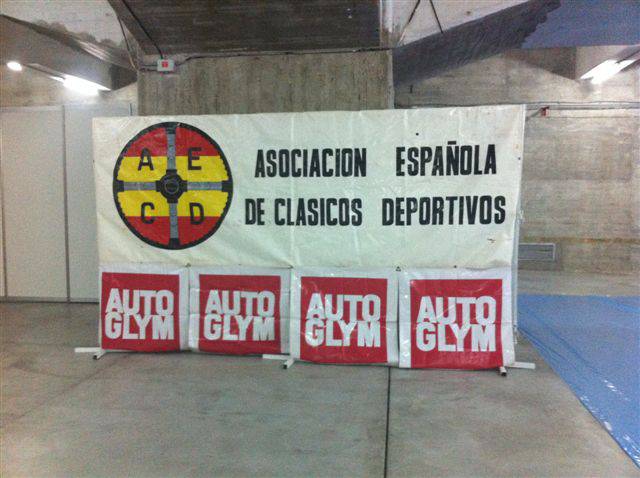 A E
C D
ASOCIACION ESPAÑOLA
DE CLASICOS DEPORTIVOS
AUTO
GLYM
AUTO
GLYM
AUTO
GLYM
AUTO
GLYM